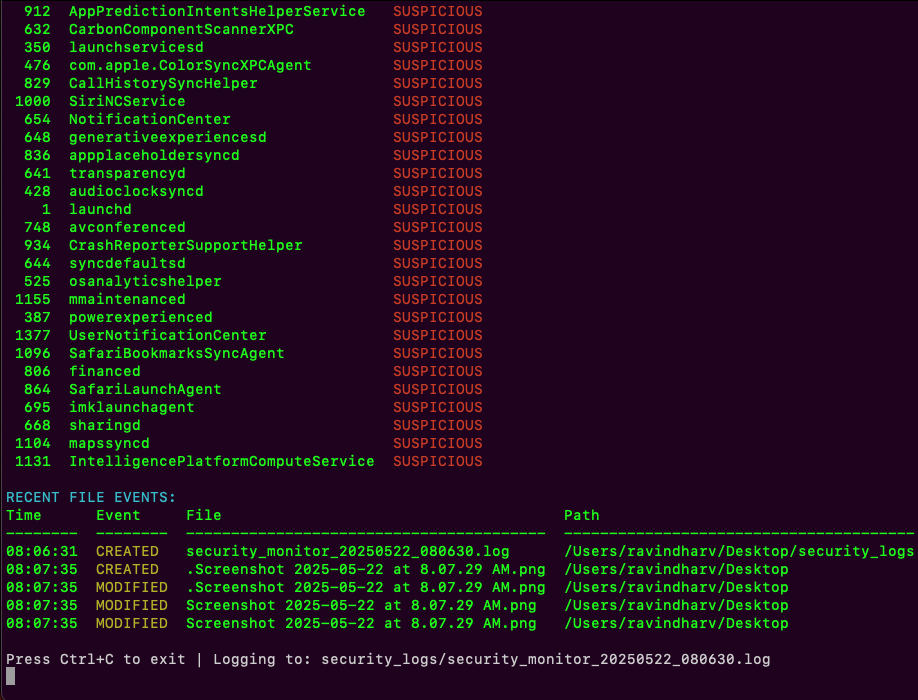 912 AppPredictionIntentsHelperService SUSPICIOUS
632 CarbonComponentScannerXPC SUSPICIOUS
350 launchservicesd SUSPICIOUS
476 com.apple.ColorSyncXPCAgent SUSPICIOUS
829 CallHistorySyncHelper SUSPICIOUS
1000 SiriNCService SUSPICIOUS
654 NotificationCenter SUSPICIOUS
648 generativeexperiencesd SUSPICIOUS
836 appplaceholdersyncd SUSPICIOUS
641 transparencyd SUSPICIOUS
428 audioclocksyncd SUSPICIOUS
1 launchd SUSPICIOUS
748 avconferenced SUSPICIOUS
934 CrashReporterSupportHelper SUSPICIOUS
644 syncdefaultsd SUSPICIOUS
525 osanalyticshelper SUSPICIOUS
1155 mmaintenanced SUSPICIOUS
387 powerexperienced SUSPICIOUS
1377 UserNotificationCenter SUSPICIOUS
1096 SafariBookmarksSyncAgent SUSPICIOUS
806 financed SUSPICIOUS
864 SafariLaunchAgent SUSPICIOUS
695 imklaunchagent SUSPICIOUS
668 sharingd SUSPICIOUS
1104 mapssyncd SUSPICIOUS
1131 IntelligencePlatformComputeService SUSPICIOUS
RECENT FILE EVENTS:
Time Event File Path
-------- -------- ---------------------------------------- ---------------------------------------
08:06:31 CREATED security_monitor_20250522_080630.log /Users/ravindharv/Desktop/security_logs
08:07:35 CREATED .Screenshot 2025-05-22 at 8.07.29 AM.png /Users/ravindharv/Desktop
08:07:35 MODIFIED .Screenshot 2025-05-22 at 8.07.29 AM.png /Users/ravindharv/Desktop
08:07:35 MODIFIED Screenshot 2025-05-22 at 8.07.29 AM.png /Users/ravindharv/Desktop
08:07:35 MODIFIED Screenshot 2025-05-22 at 8.07.29 AM.png /Users/ravindharv/Desktop
Press Ctrl+C to exit | Logging to: security_logs/security_monitor_20250522_080630.log